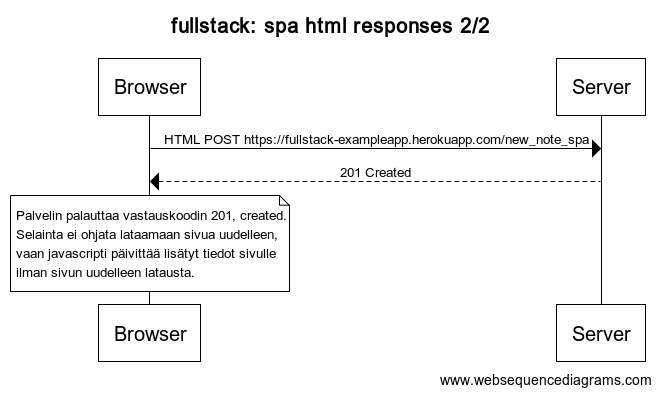 fullstack: spa html responses 2/2
Browser
Server
HTML POST https://fullstack-exampleapp.herokuapp.com/new_note_spa
201 Created
Palvelin palauttaa vastauskoodin 201, created.
Selainta ei ohjata lataamaan sivua uudelleen,
vaan javascripti päivittää lisätyt tiedot sivulle
ilman sivun uudelleen latausta.
Browser
Server
www.websequencediagrams.com